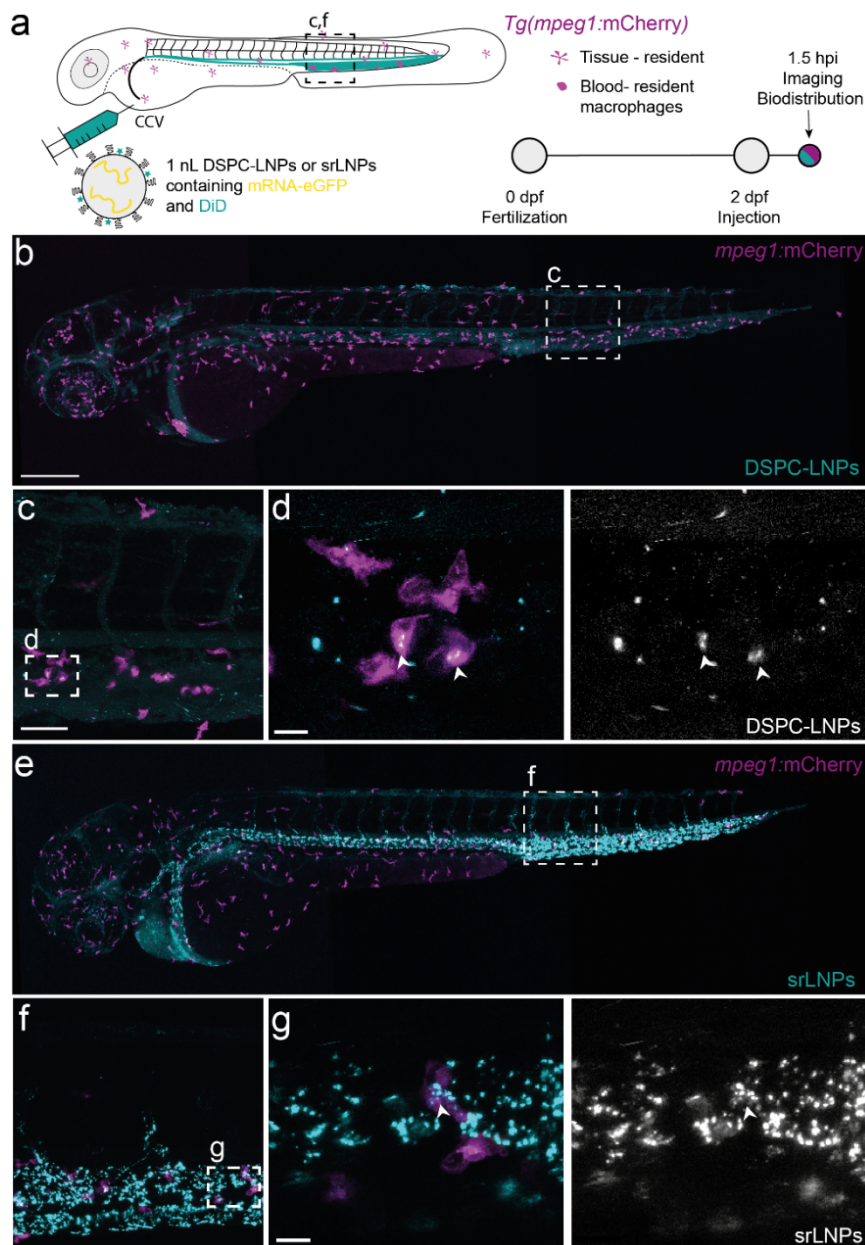 a
c,f
Tg(mpeg1:mCherry)
Tissue - resident
Blood- resident
macrophages
1.5 hpi
Imaging
Biodistribution
CCV
1 nL DSPC-LNPs or srLNPs
containing mRNA-eGFP
and DiD
0 dpf
Fertilization
2 dpf
Injection
b
mpeg1:mCherry
c
DSPC-LNPs
c
d
d
DSPC-LNPs
e
mpeg1:mCherry
f
srLNPs
f
g
g
srLNPs